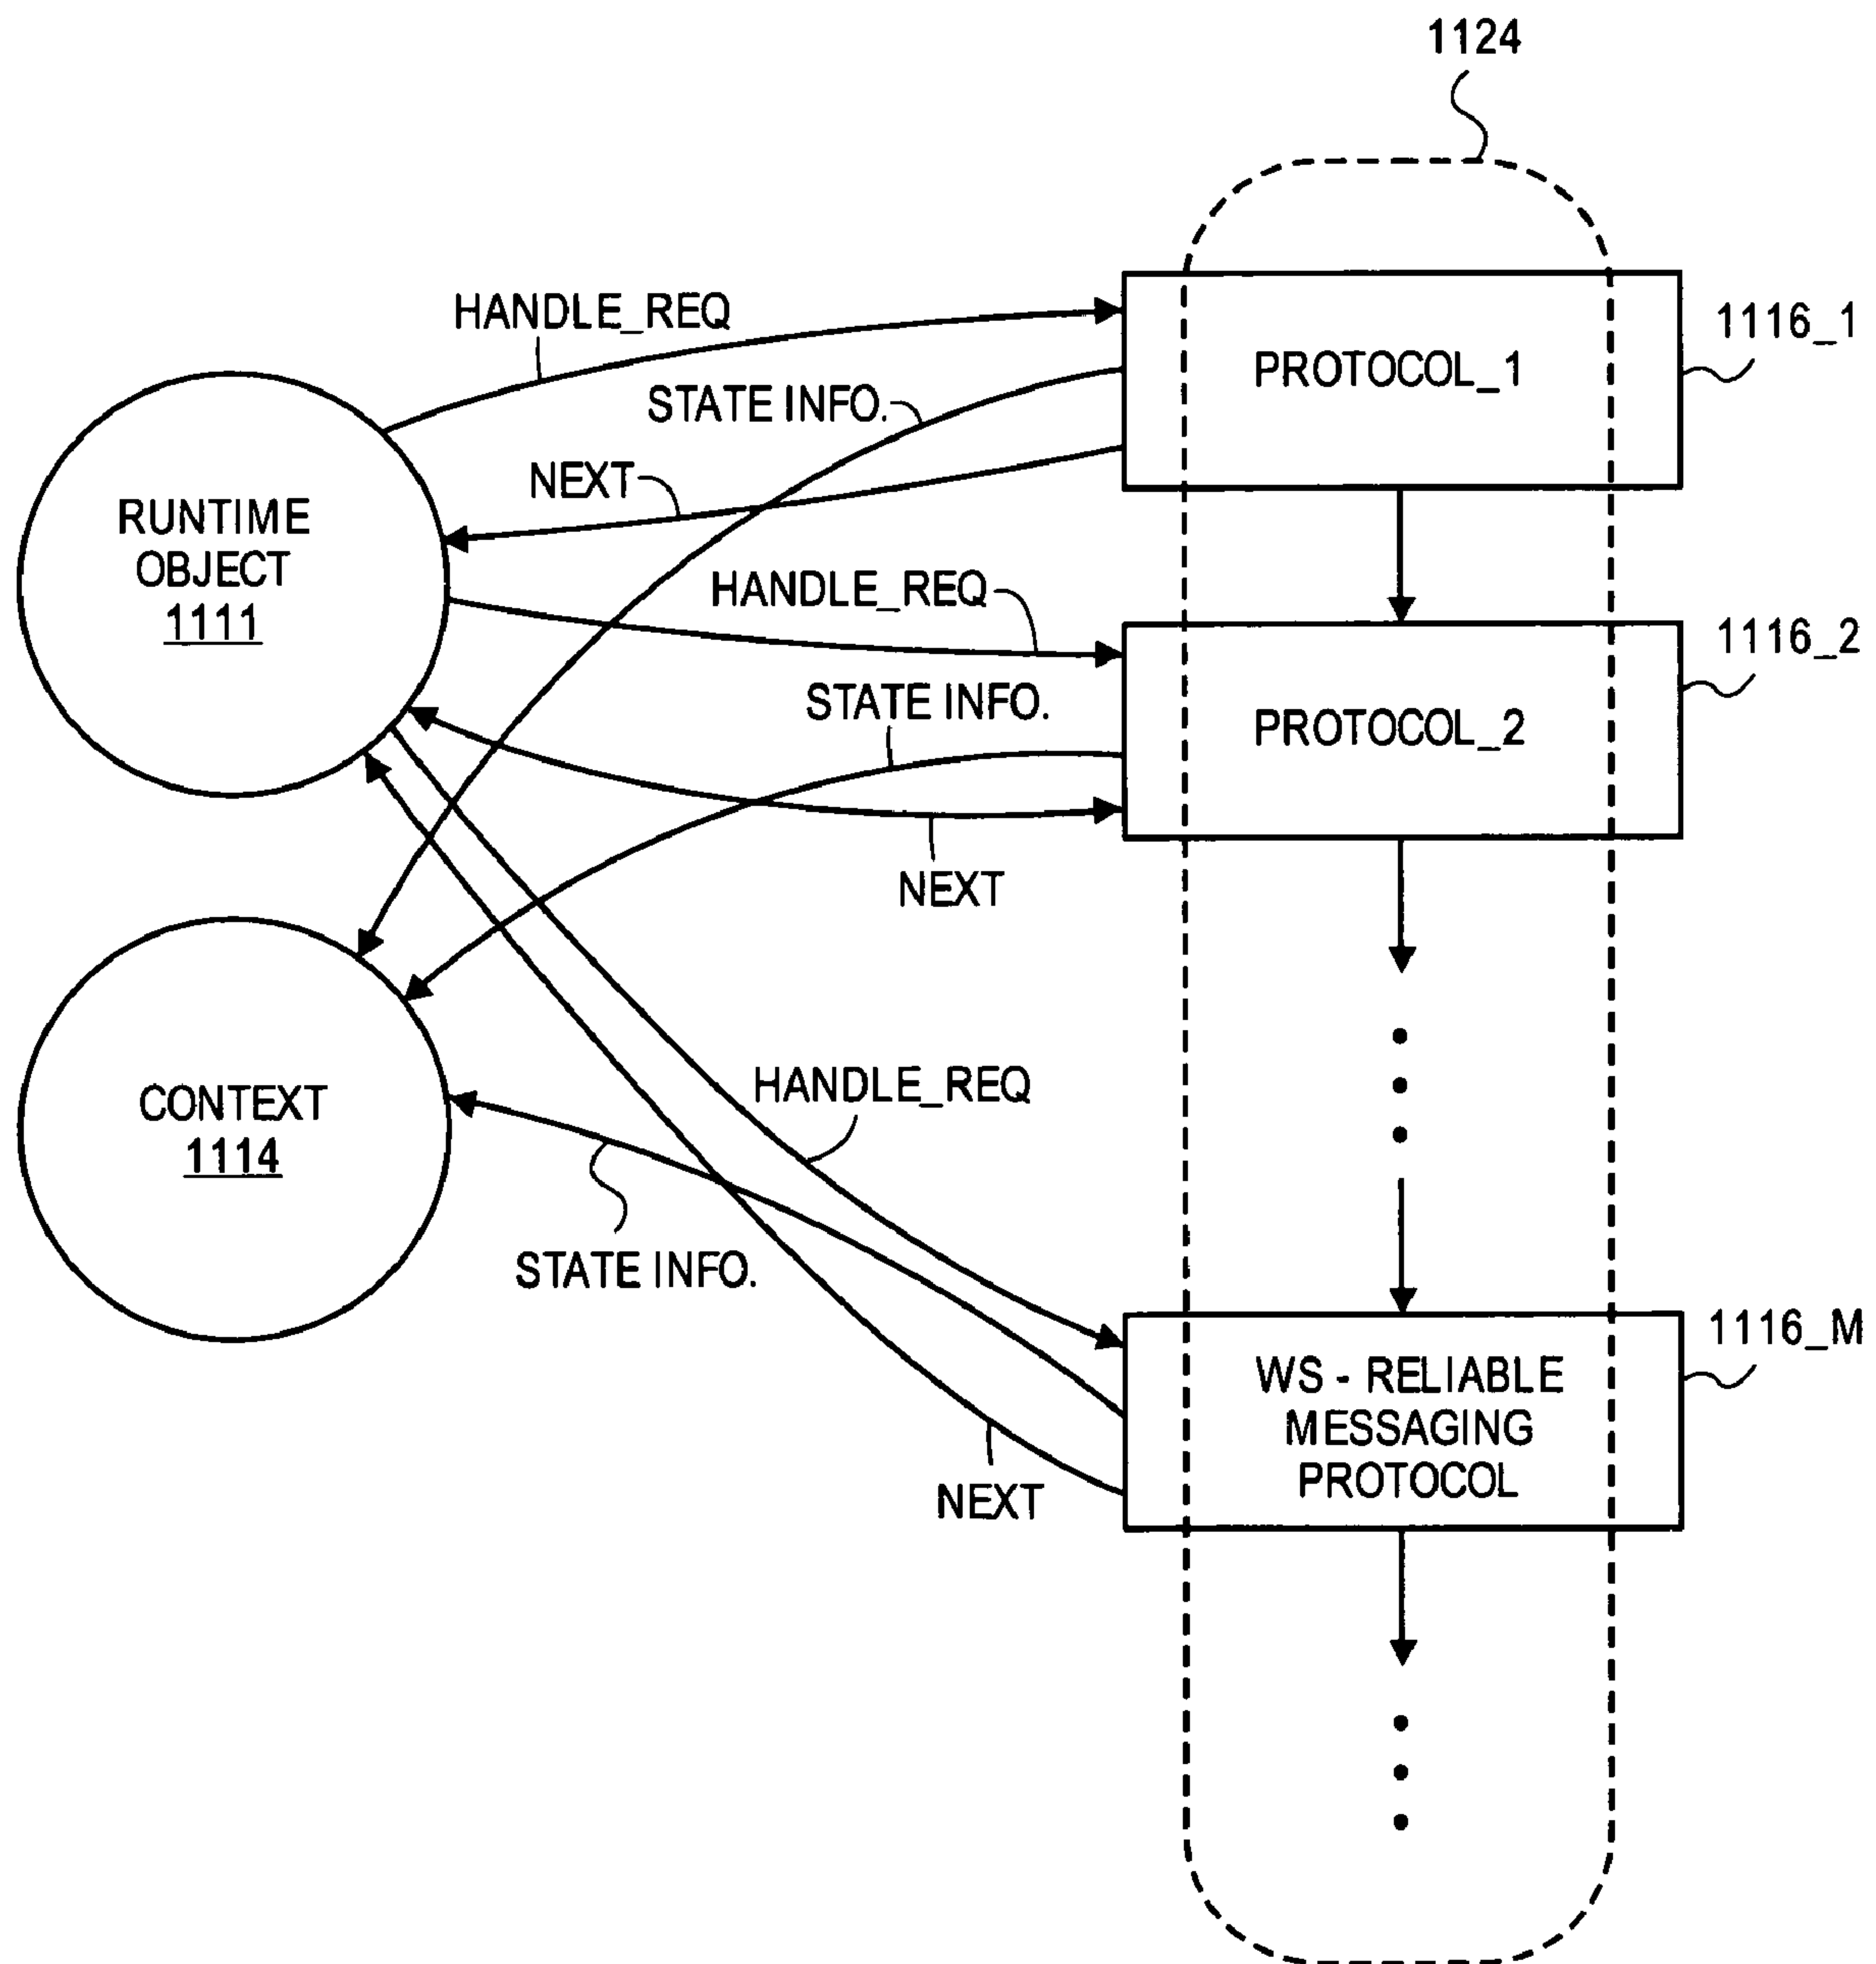 1124
HANDLE_REQ
1116_1
PROTOCOL_1
STATE INFO.
NEXT
RUNTIME
OBJECT
1111
HANDLE_REQ
1116_2
STATE INFO.
PROTOCOL_2
NEXT
HANDLE_REQ
CONTEXT
1114
STATE INFO.
1116_M
WS - RELIABLE
MESSAGING
PROTOCOL
NEXT